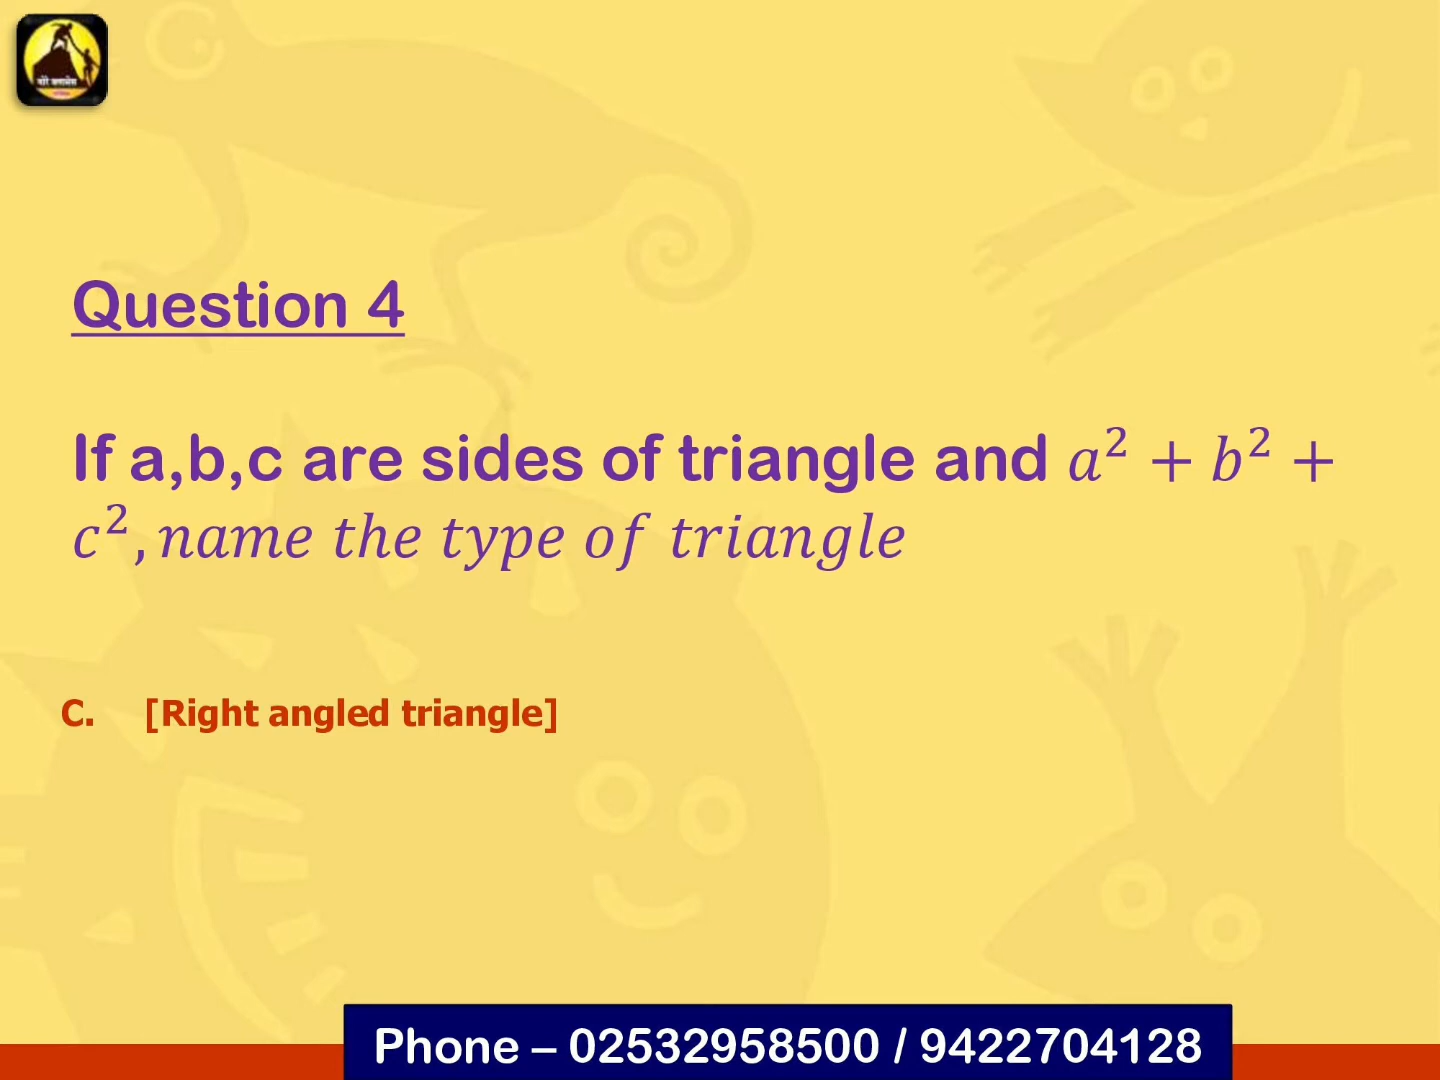 Question 4
If a,b,c are sides of triangle and 𝑎² + 𝑏² +
𝑐², 𝑛𝑎𝑚𝑒 𝑡ℎ𝑒 𝑡𝑦𝑝𝑒 𝑜𝑓 𝑡𝑟𝑖𝑎𝑛𝑔𝑙𝑒
C. [Right angled triangle]
Phone – 02532958500 / 9422704128